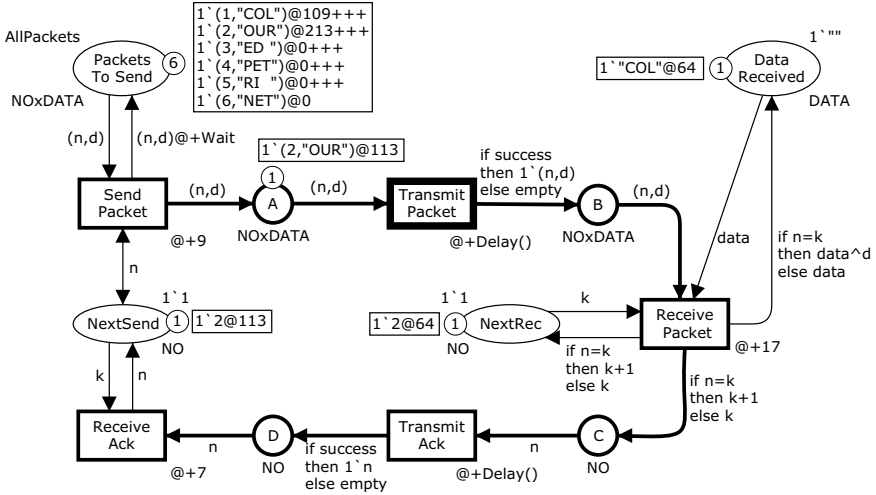 AllPackets
Packets
To Send
6
1`(1,"COL")@109+++
1`(2,"OUR")@213+++
1`(3,"ED ")@0+++
1`(4,"PET")@0+++
1`(5,"RI  ")@0+++
1`(6,"NET")@0
1`""
1`"COL"@64
1
Data
Received
NOxDATA
DATA
(n,d)
(n,d)@+Wait
1`(2,"OUR")@113
1
if success
then 1`(n,d)
else empty
Send
Packet
(n,d)
A
(n,d)
Transmit
Packet
B
(n,d)
@+9
NOxDATA
@+Delay()
NOxDATA
data
if n=k
then data^d
else data
n
1`1
NextSend
1
1`2@113
NO
1`1
1`2@64
1
NextRec
NO
k
if n=k
then k+1
else k
Receive
Packet
@+17
k
n
if n=k
then k+1
else k
Receive
Ack
n
D
if success
then 1`n
else empty
Transmit
Ack
n
C
@+7
NO
@+Delay()
NO